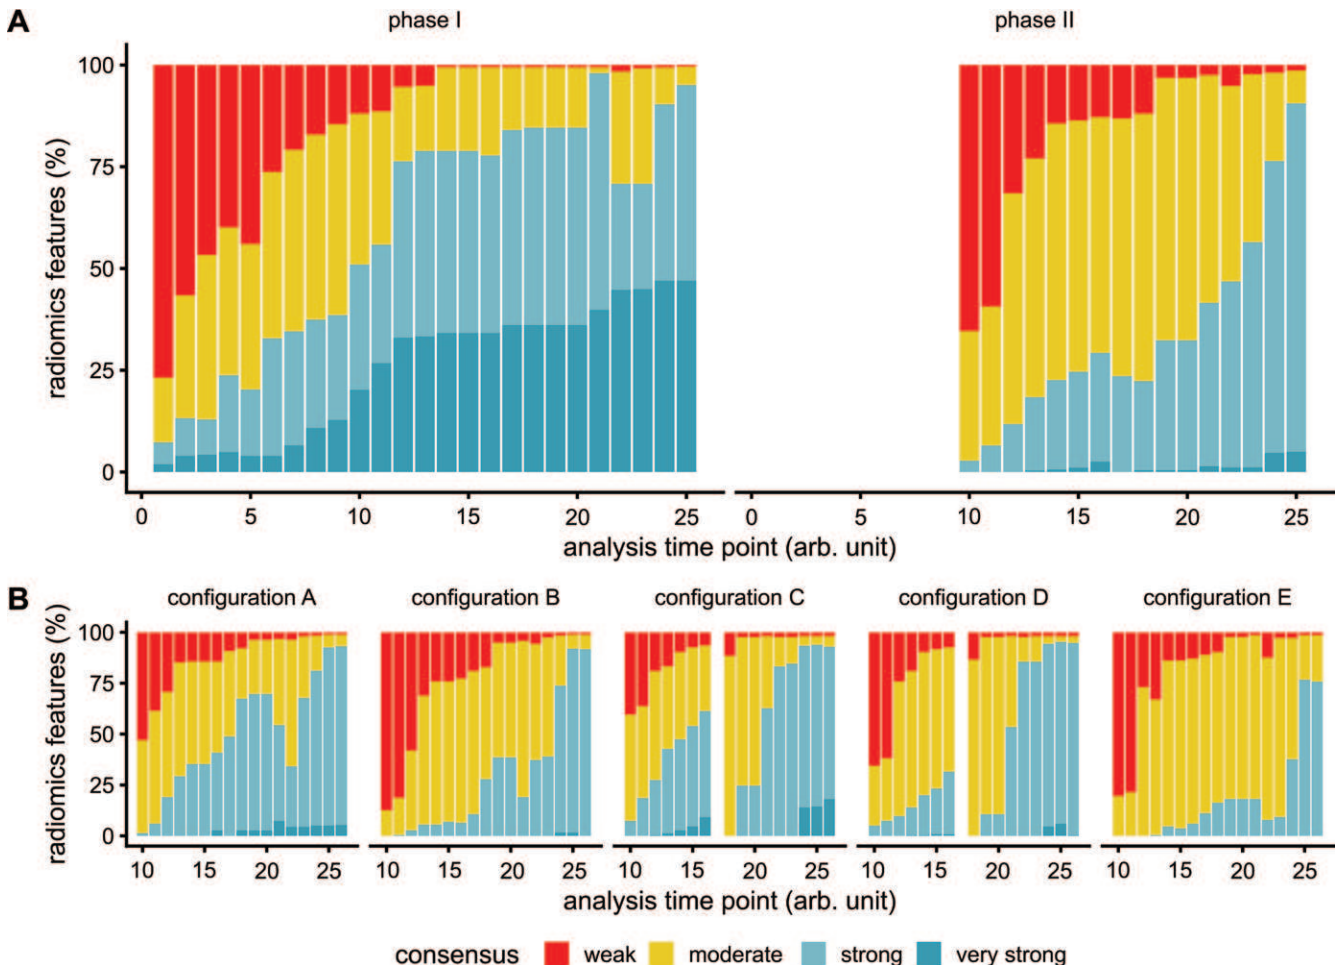 A
phase I
phase II
radiomics features (%)
100
75
50
25
0
0 5 10 15 20 25
0 5 10 15 20 25
analysis time point (arb. unit)
B
configuration A
configuration B
configuration C
configuration D
configuration E
radiomics features (%)
100
75
50
25
0
10 15 20 25
10 15 20 25
10 15 20 25
10 15 20 25
10 15 20 25
analysis time point (arb. unit)
consensus weak moderate strong very strong